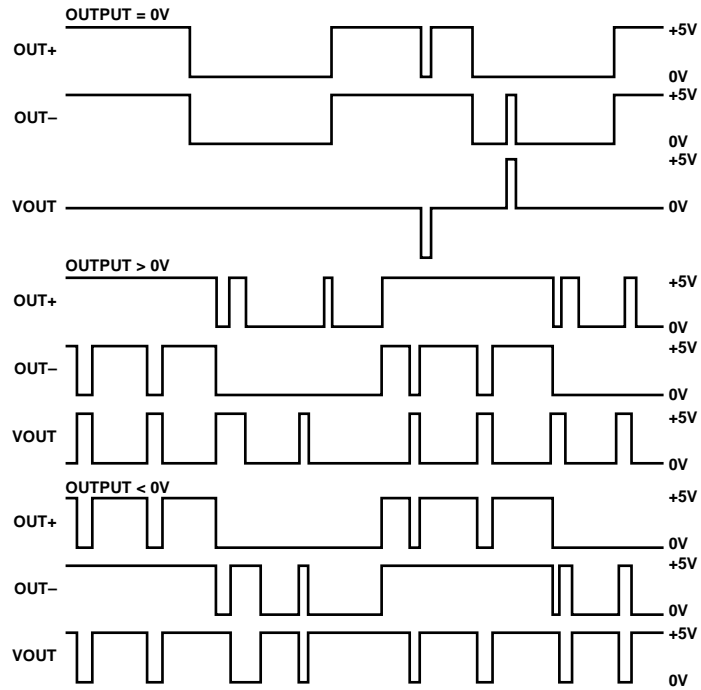 OUTPUT = 0V
OUT+
+5V
0V
OUT–
+5V
0V
+5V
VOUT
0V
OUTPUT > 0V
OUT+
+5V
0V
OUT–
+5V
0V
VOUT
+5V
0V
OUTPUT < 0V
OUT+
+5V
0V
OUT–
+5V
0V
VOUT
+5V
0V